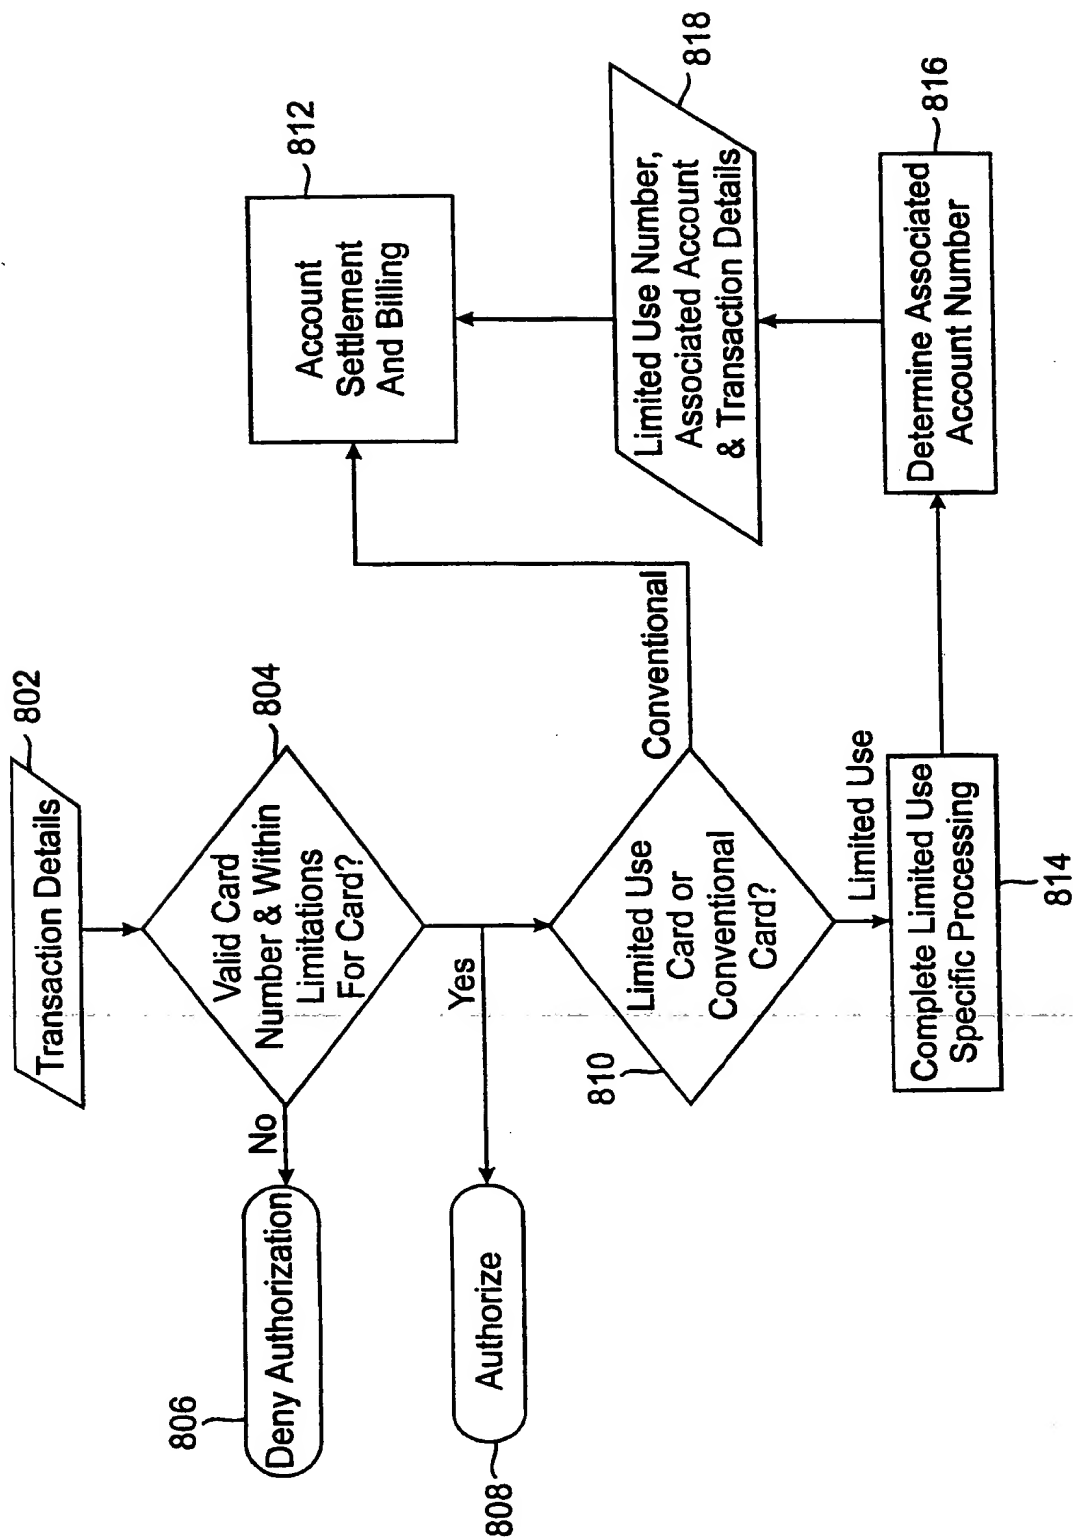 Transaction Details
802
Valid Card
Number & Within
Limitations
For Card?
804
No
Deny Authorization
806
Yes
Authorize
808
Limited Use
Card or
Conventional
Card?
810
Conventional
Account
Settlement
And Billing
812
Limited Use
Complete Limited Use
Specific Processing
814
Determine Associated
Account Number
816
Limited Use Number,
Associated Account
& Transaction Details
818